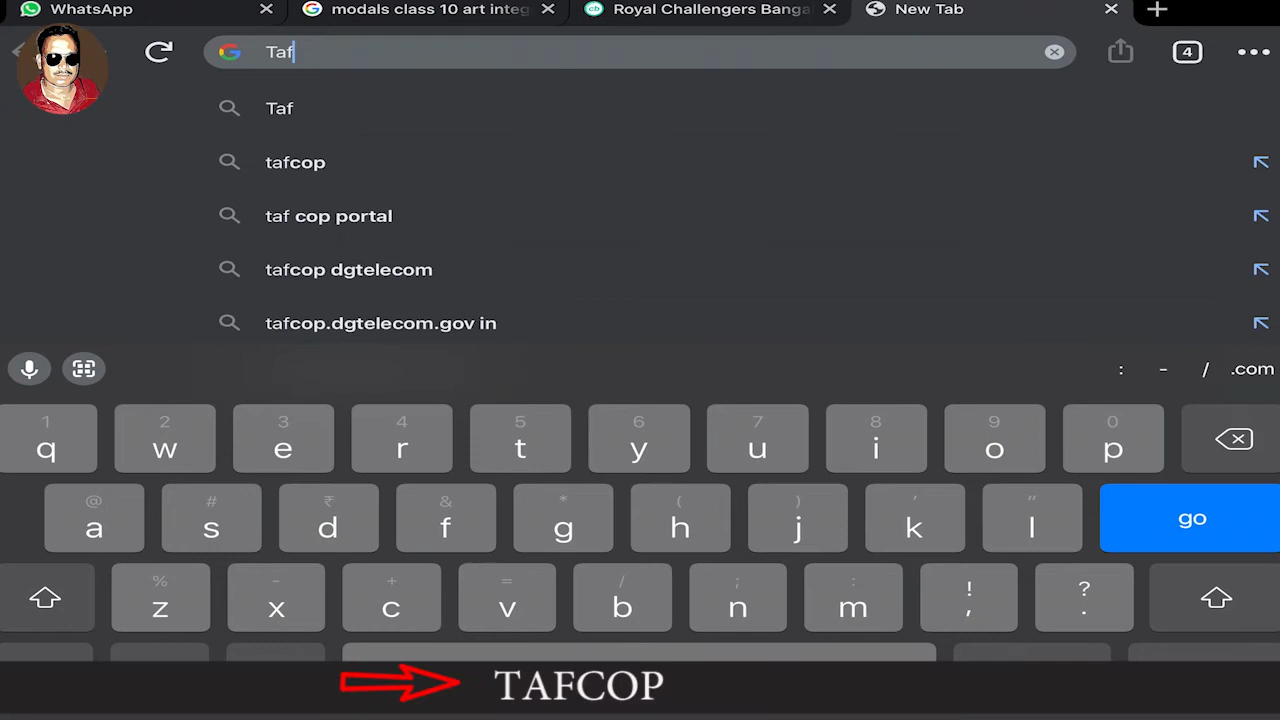 WhatsApp
modals class 10 art integ
Royal Challengers Banga
New Tab
Taf
4
Taf
tafcop
taf cop portal
tafcop dgtelecom
tafcop.dgtelecom.gov in
: - / .com
1 2 3 4 5 6 7 8 9 0
q w e r t y u i o p
@ # ₹ & * ( ) ' "
a s d f g h j k l go
% - + = / ; : ! ?
z x c v b n m , .
TAFCOP